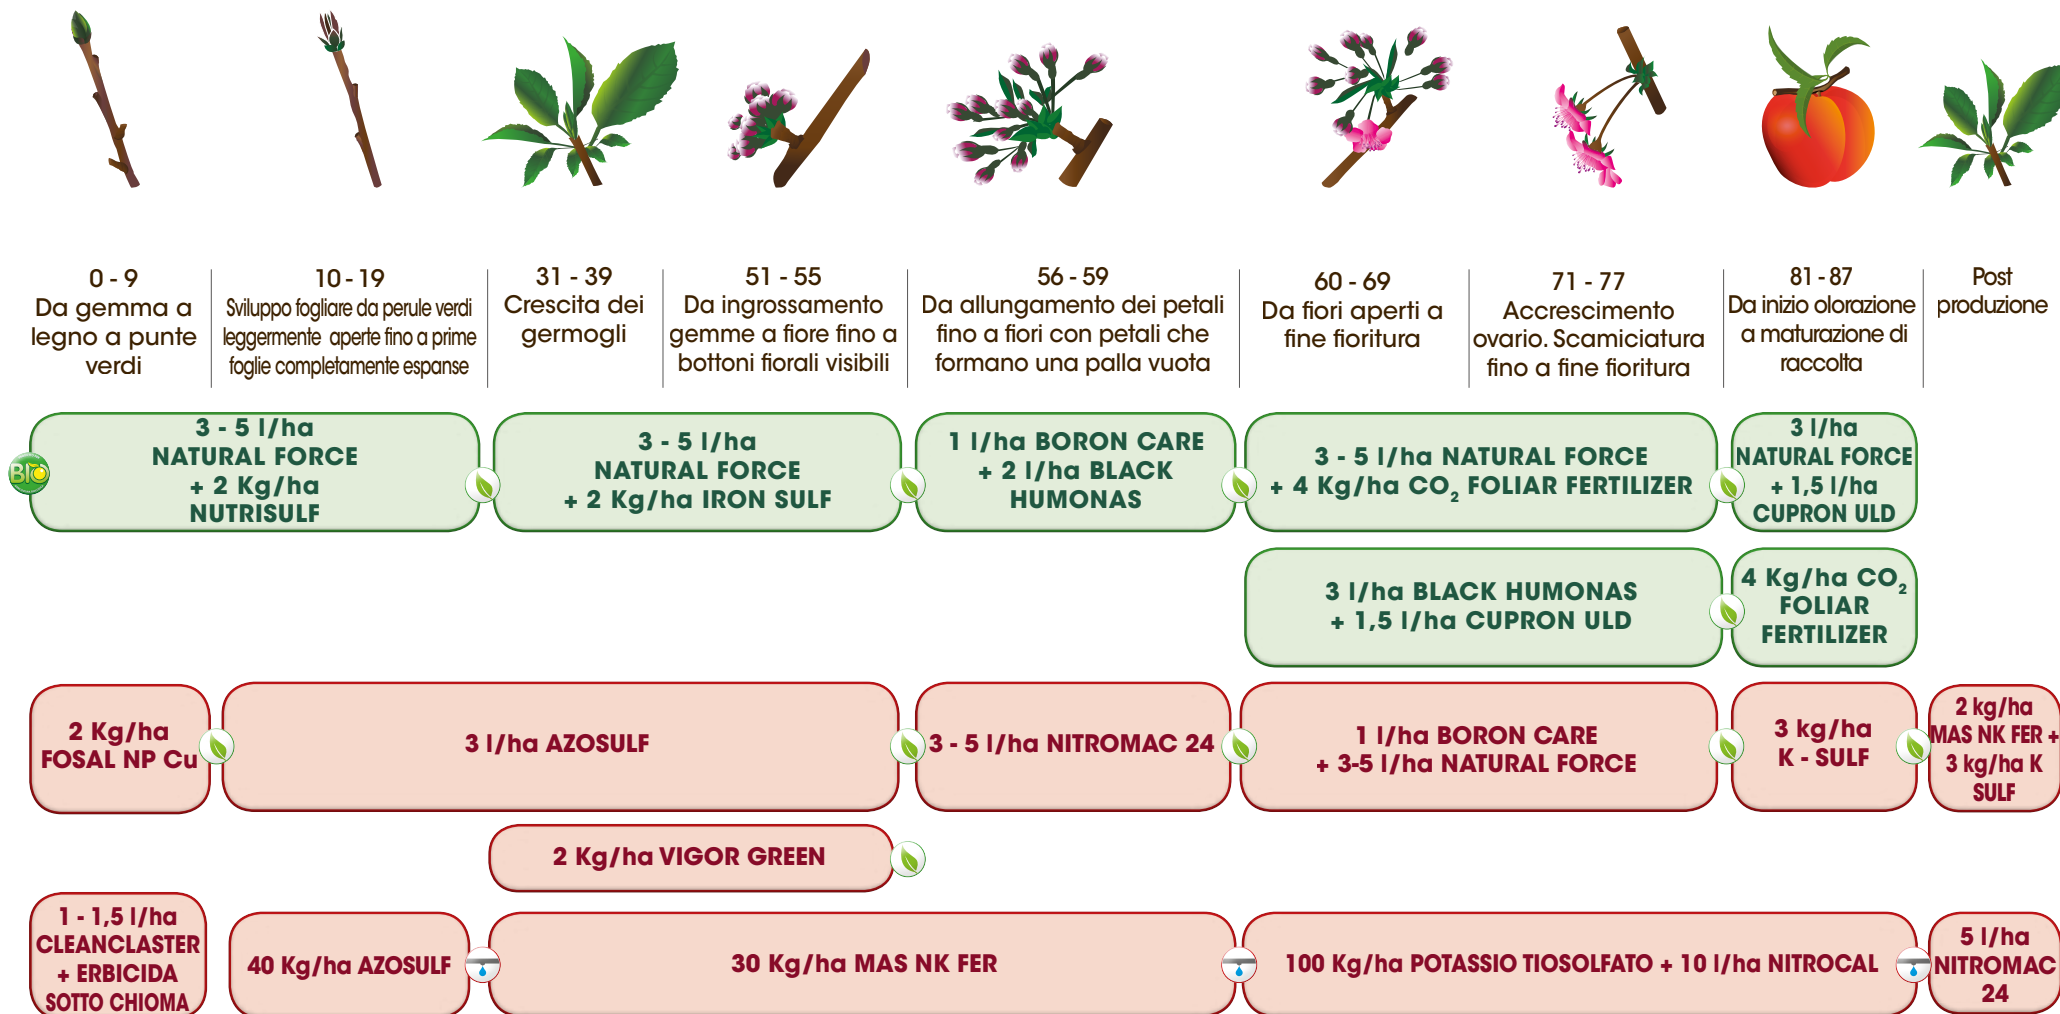 0 - 9
Da gemma a
legno a punte
verdi
10 - 19
Sviluppo fogliare da perule verdi
leggermente aperte fino a prime
foglie completamente espanse
31 - 39
Crescita dei
germogli
51 - 55
Da ingrossamento
gemme a fiore fino a
bottoni fiorali visibili
56 - 59
Da allungamento dei petali
fino a fiori con petali che
formano una palla vuota
60 - 69
Da fiori aperti a
fine fioritura
71 - 77
Accrescimento
ovario. Scamiciatura
fino a fine fioritura
81 - 87
Da inizio olorazione
a maturazione di
raccolta
Post
produzione
BIO
3 - 5 l/ha
NATURAL FORCE
+ 2 Kg/ha
NUTRISULF
3 - 5 l/ha
NATURAL FORCE
+ 2 Kg/ha IRON SULF
1 l/ha BORON CARE
+ 2 l/ha BLACK
HUMONAS
3 - 5 l/ha NATURAL FORCE
+ 4 Kg/ha CO₂ FOLIAR FERTILIZER
3 l/ha
NATURAL FORCE
+ 1,5 l/ha
CUPRON ULD
3 l/ha BLACK HUMONAS
+ 1,5 l/ha CUPRON ULD
4 Kg/ha CO₂
FOLIAR
FERTILIZER
2 Kg/ha
FOSAL NP Cu
3 l/ha AZOSULF
3 - 5 l/ha NITROMAC 24
1 l/ha BORON CARE
+ 3-5 l/ha NATURAL FORCE
3 kg/ha
K - SULF
2 kg/ha
MAS NK FER +
3 kg/ha K
SULF
2 Kg/ha VIGOR GREEN
1 - 1,5 l/ha
CLEANCLASTER
+ ERBICIDA
SOTTO CHIOMA
40 Kg/ha AZOSULF
30 Kg/ha MAS NK FER
100 Kg/ha POTASSIO TIOSOLFATO + 10 l/ha NITROCAL
5 l/ha
NITROMAC
24